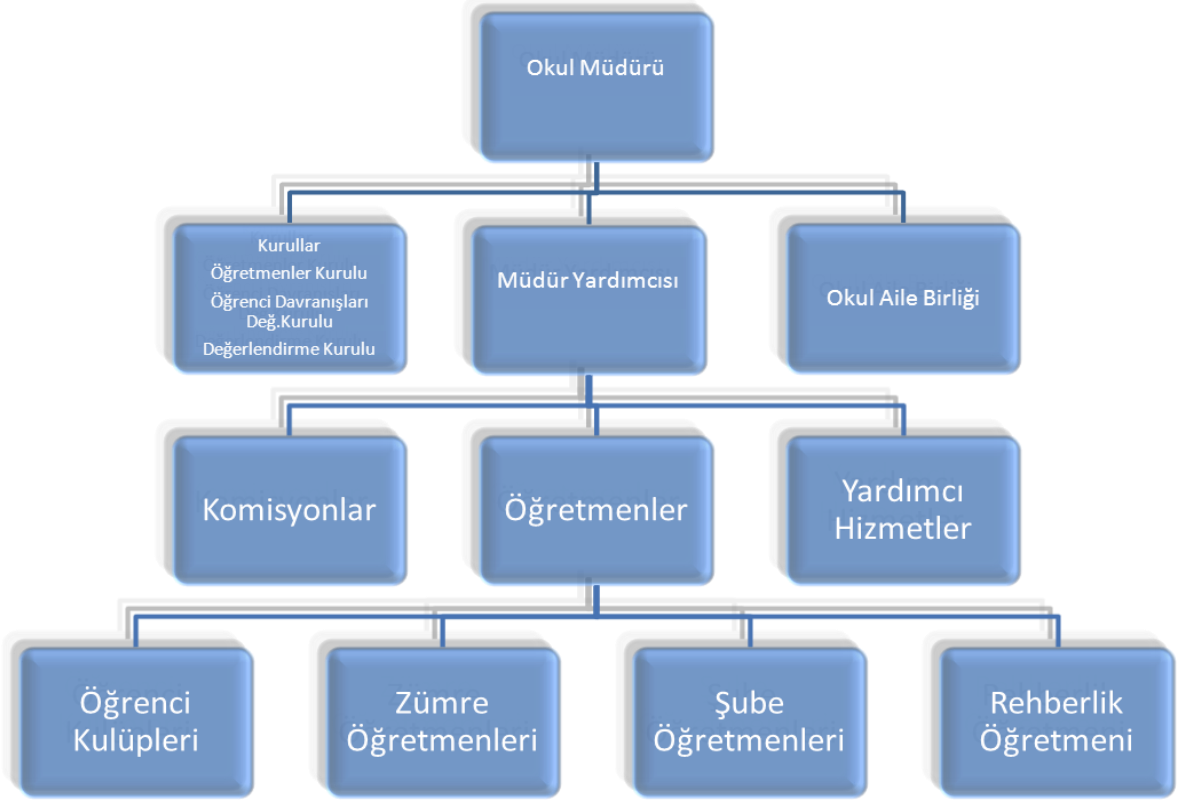 Okul Müdürü
Kurullar
Öğretmenler Kurulu
Öğrenci Davranışları
Değ.Kurulu
Değerlendirme Kurulu
Müdür Yardımcısı
Okul Aile Birliği
Komisyonlar
Öğretmenler
Yardımcı
Hizmetler
Öğrenci
Kulüpleri
Zümre
Öğretmenleri
Şube
Öğretmenleri
Rehberlik
Öğretmeni